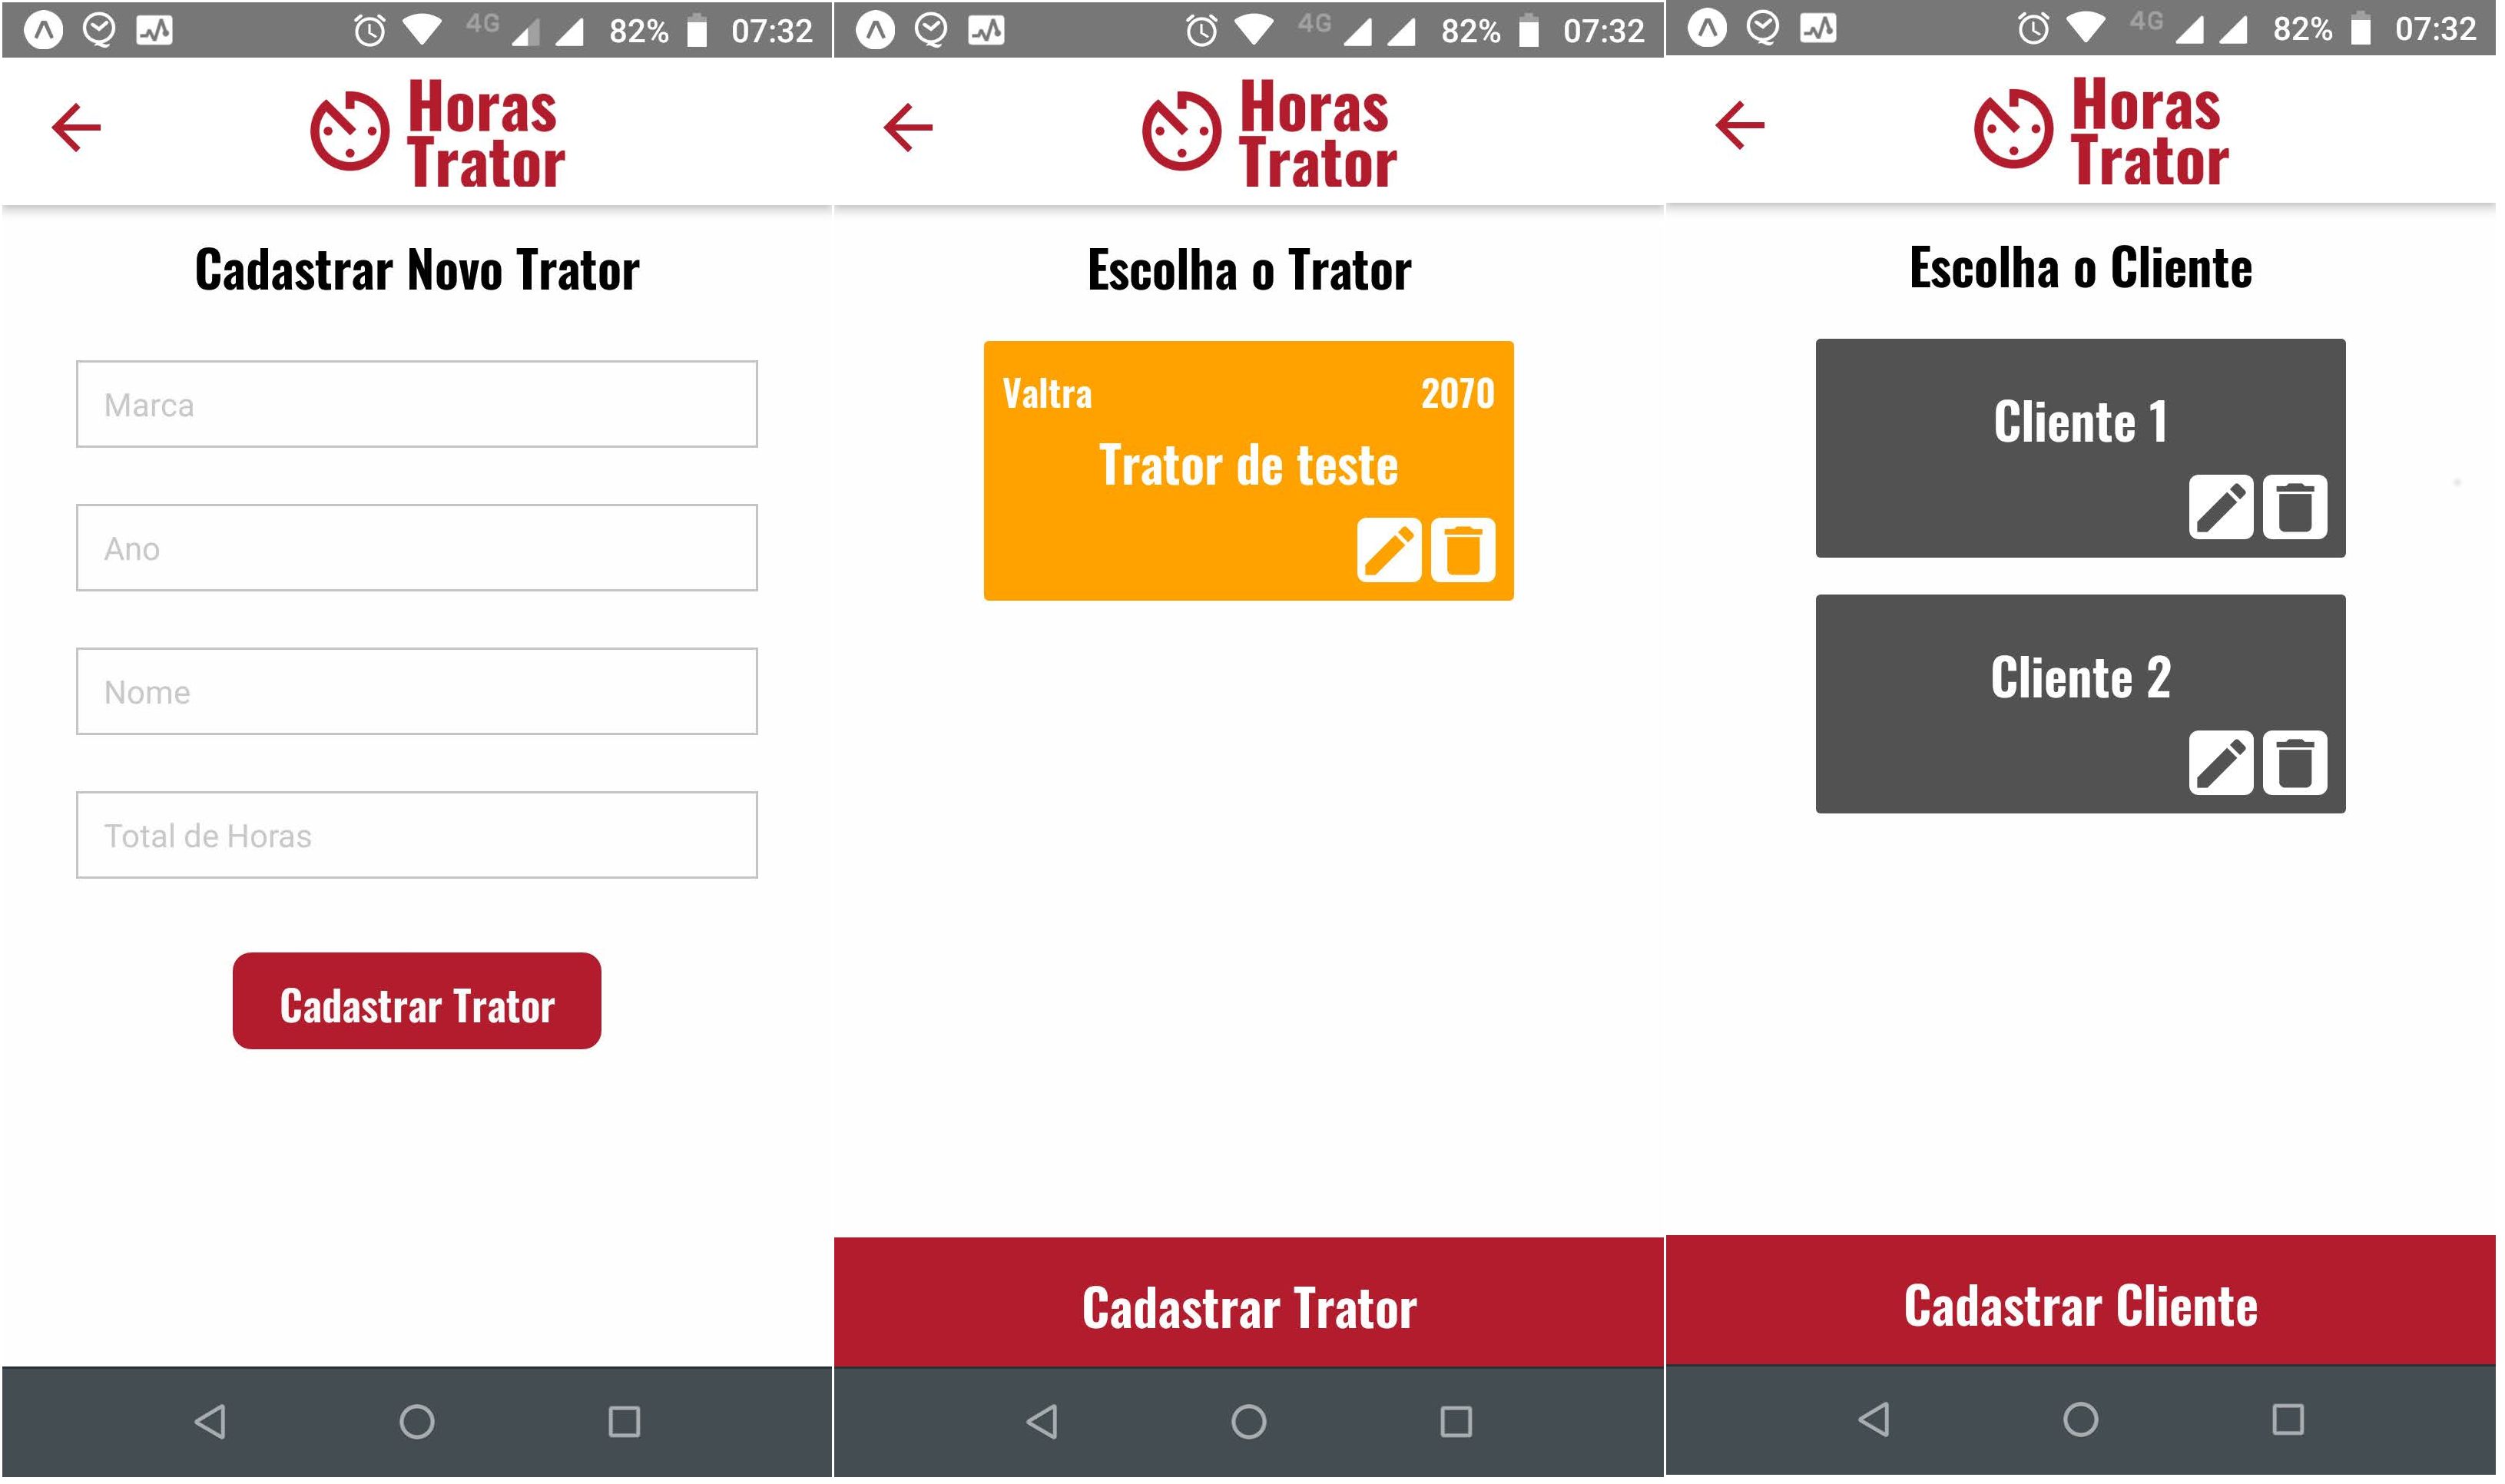 4G 82% 07:32
Horas
Trator
Cadastrar Novo Trator
Marca
Ano
Nome
Total de Horas
Cadastrar Trator
4G 82% 07:32
Horas
Trator
Escolha o Trator
Valtra 2070
Trator de teste
Cadastrar Trator
4G 82% 07:32
Horas
Trator
Escolha o Cliente
Cliente 1
Cliente 2
Cadastrar Cliente